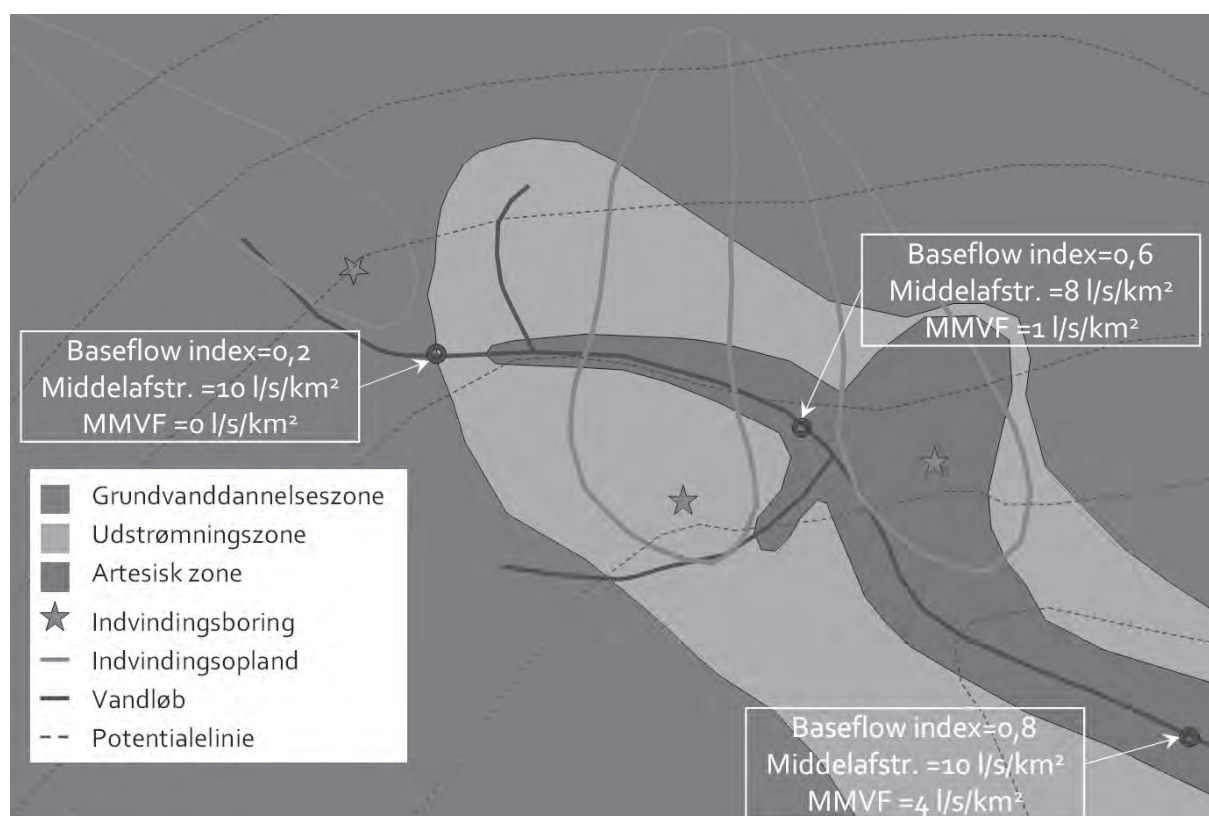 Baseflow index=0,6
Middelafstr. =8 l/s/km²
MMVF =1 l/s/km²
Baseflow index=0,2
Middelafstr. =10 l/s/km²
MMVF =0 l/s/km²
Grundvanddannelseszone
Udstrømningszone
Artesisk zone
Indvindingsboring
Indvindingsopland
Vandløb
Potentialelinie
Baseflow index=0,8
Middelafstr. =10 l/s/km²
MMVF =4 l/s/km²